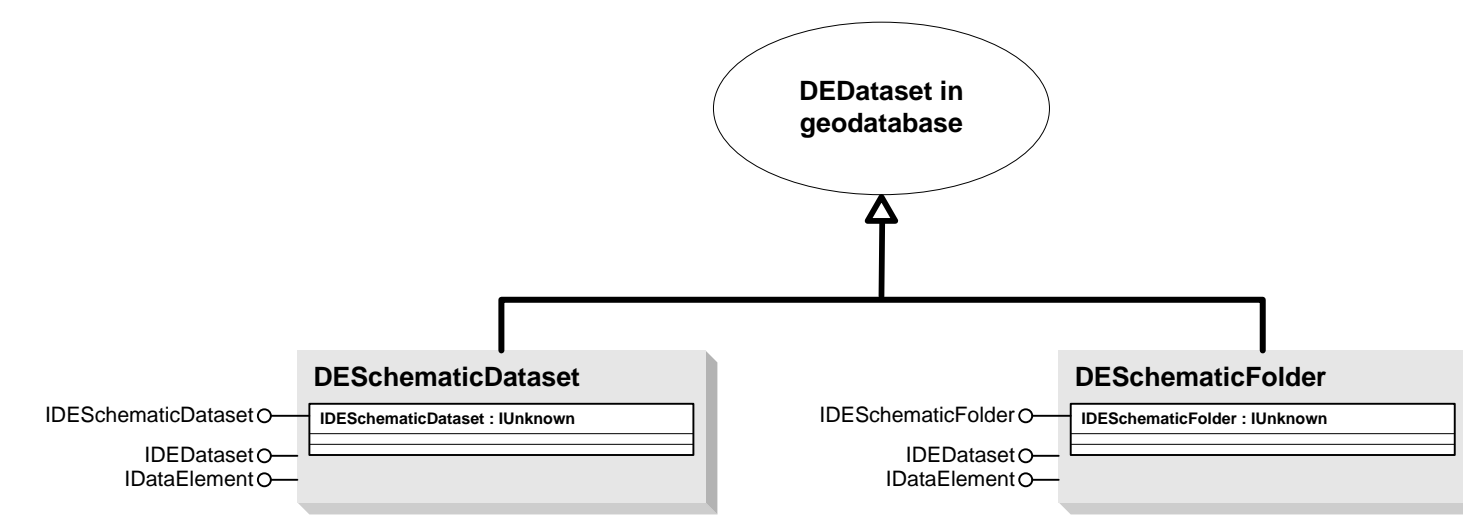 DEDataset in
geodatabase
DESchematicDataset
IDESchematicDataset
IDESchematicDataset : IUnknown
IDEDataset
IDataElement
DESchematicFolder
IDESchematicFolder
IDESchematicFolder : IUnknown
IDEDataset
IDataElement